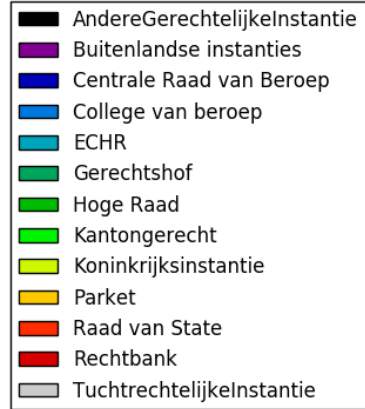 AndereGerechtelijkeInstantie
Buitenlandse instanties
Centrale Raad van Beroep
College van beroep
ECHR
Gerechtshof
Hoge Raad
Kantongerecht
Koninkrijksinstantie
Parket
Raad van State
Rechtbank
TuchtrechtelijkeInstantie